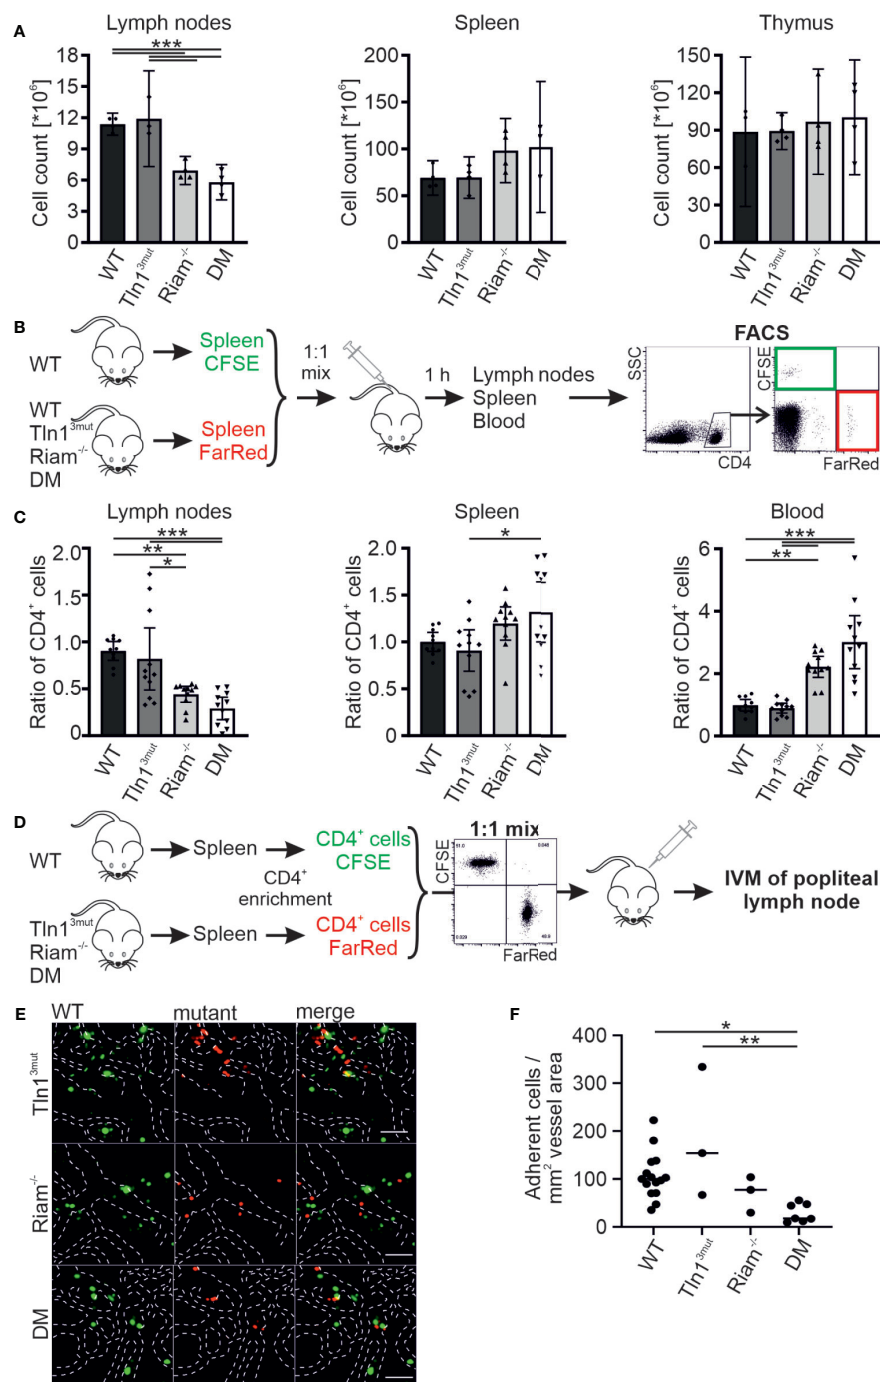 A
Lymph nodes
Cell count [*10⁶]
18
15
12
9
6
3
0
***
WT
Tln1³ᵐᵘᵗ
Riam⁻/⁻
DM
Spleen
Cell count [*10⁶]
200
150
100
50
0
WT
Tln1³ᵐᵘᵗ
Riam⁻/⁻
DM
Thymus
Cell count [*10⁶]
150
120
90
60
30
0
WT
Tln1³ᵐᵘᵗ
Riam⁻/⁻
DM
B
WT
Spleen
CFSE
WT
Tln1³ᵐᵘᵗ
Riam⁻/⁻
DM
Spleen
FarRed
1:1
mix
1 h
Lymph nodes
Spleen
Blood
FACS
SSC
CD4
CFSE
FarRed
C
Lymph nodes
Ratio of CD4⁺ cells
2.0
1.5
1.0
0.5
0
***
**
*
WT
Tln1³ᵐᵘᵗ
Riam⁻/⁻
DM
Spleen
Ratio of CD4⁺ cells
2.0
1.5
1.0
0.5
0
*
WT
Tln1³ᵐᵘᵗ
Riam⁻/⁻
DM
Blood
Ratio of CD4⁺ cells
6
4
2
0
***
**
WT
Tln1³ᵐᵘᵗ
Riam⁻/⁻
DM
D
WT
Spleen
CD4⁺ cells
CFSE
CD4⁺
enrichment
Tln1³ᵐᵘᵗ
Riam⁻/⁻
DM
Spleen
CD4⁺ cells
FarRed
1:1 mix
CFSE
FarRed
IVM of popliteal
lymph node
E
WT
mutant
merge
Tln1³ᵐᵘᵗ
Riam⁻/⁻
DM
F
Adherent cells /
mm² vessel area
400
300
200
100
0
*
**
WT
Tln1³ᵐᵘᵗ
Riam⁻/⁻
DM